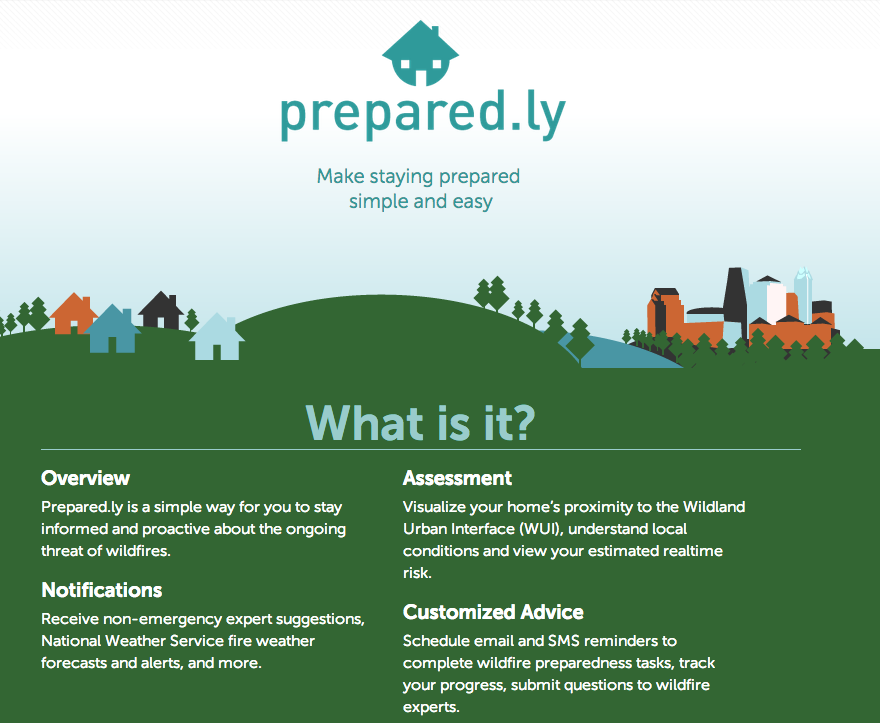 prepared.ly
Make staying prepared
simple and easy
What is it?
Overview
Prepared.ly is a simple way for you to stay
informed and proactive about the ongoing
threat of wildfires.
Notifications
Receive non-emergency expert suggestions,
National Weather Service fire weather
forecasts and alerts, and more.
Assessment
Visualize your home’s proximity to the Wildland
Urban Interface (WUI), understand local
conditions and view your estimated realtime
risk.
Customized Advice
Schedule email and SMS reminders to
complete wildfire preparedness tasks, track
your progress, submit questions to wildfire
experts.